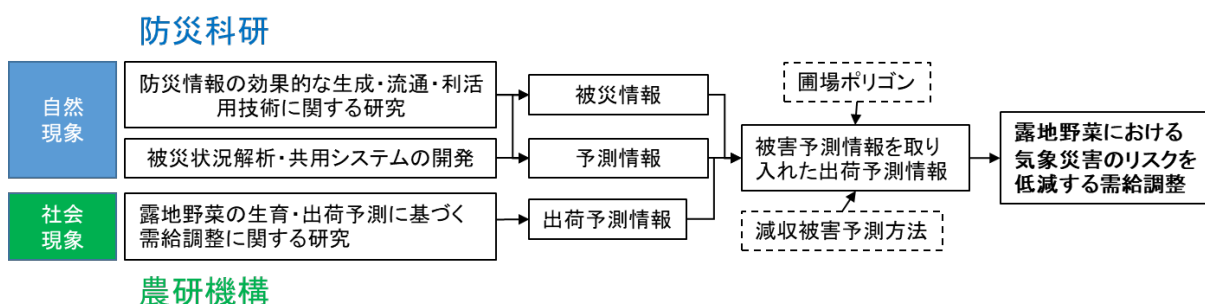 防災科研
自然
現象
防災情報の効果的な生成・流通・利活
用技術に関する研究
被災状況解析・共用システムの開発
被災情報
予測情報
圃場ポリゴン
被害予測情報を取り
入れた出荷予測情報
減収被害予測方法
露地野菜における
気象災害のリスクを
低減する需給調整
社会
現象
露地野菜の生育・出荷予測に基づく
需給調整に関する研究
出荷予測情報
農研機構